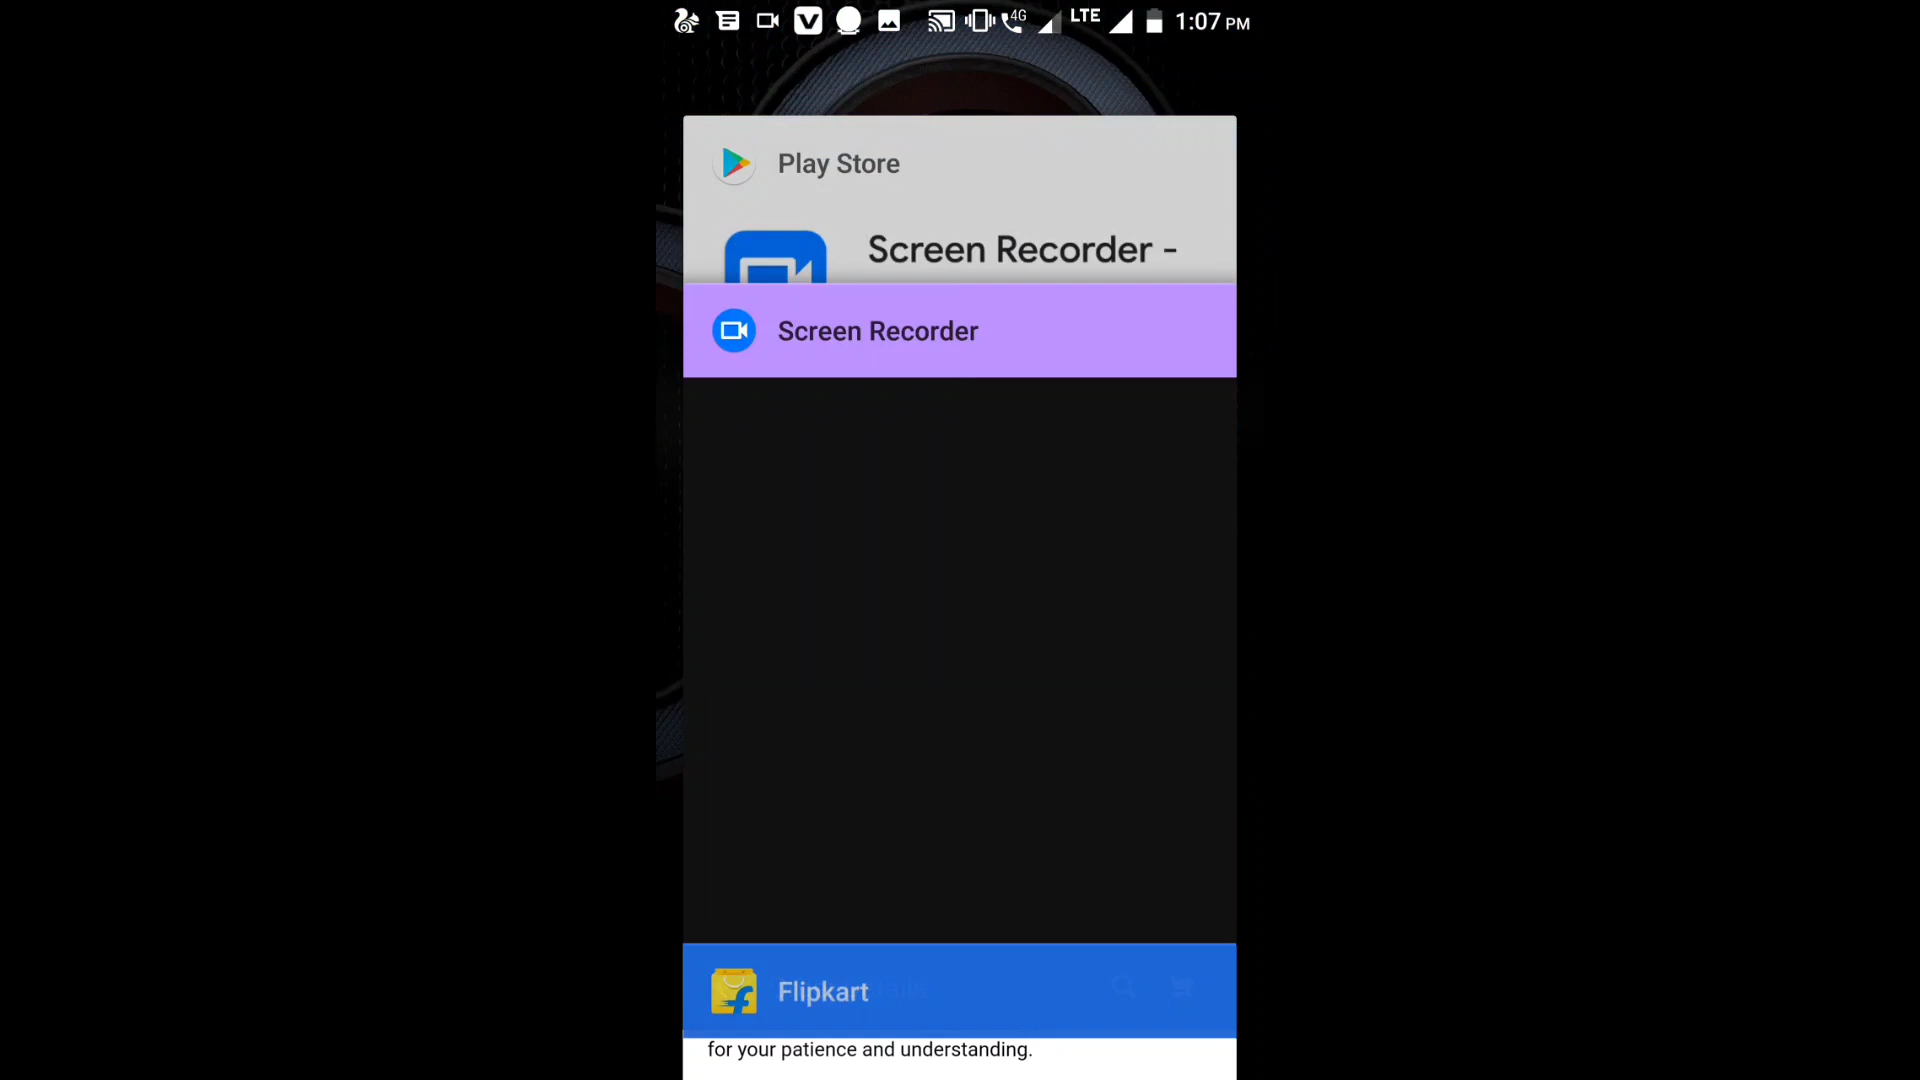 4G LTE 1:07 PM
Play Store
Screen Recorder -
Screen Recorder
Flipkart
for your patience and understanding.